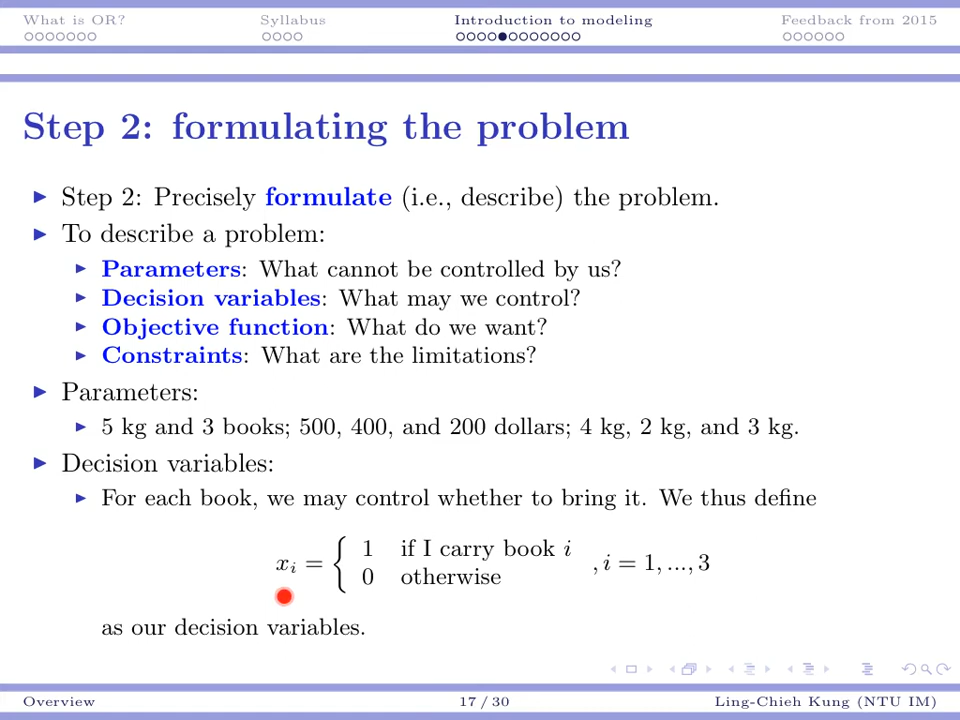 What is OR? Syllabus Introduction to modeling Feedback from 2015
Step 2: formulating the problem
Step 2: Precisely formulate (i.e., describe) the problem.
To describe a problem:
Parameters: What cannot be controlled by us?
Decision variables: What may we control?
Objective function: What do we want?
Constraints: What are the limitations?
Parameters:
5 kg and 3 books; 500, 400, and 200 dollars; 4 kg, 2 kg, and 3 kg.
Decision variables:
For each book, we may control whether to bring it. We thus define
xᵢ = { 1 if I carry book i
0 otherwise , i = 1, ..., 3
as our decision variables.
Overview 17 / 30 Ling-Chieh Kung (NTU IM)